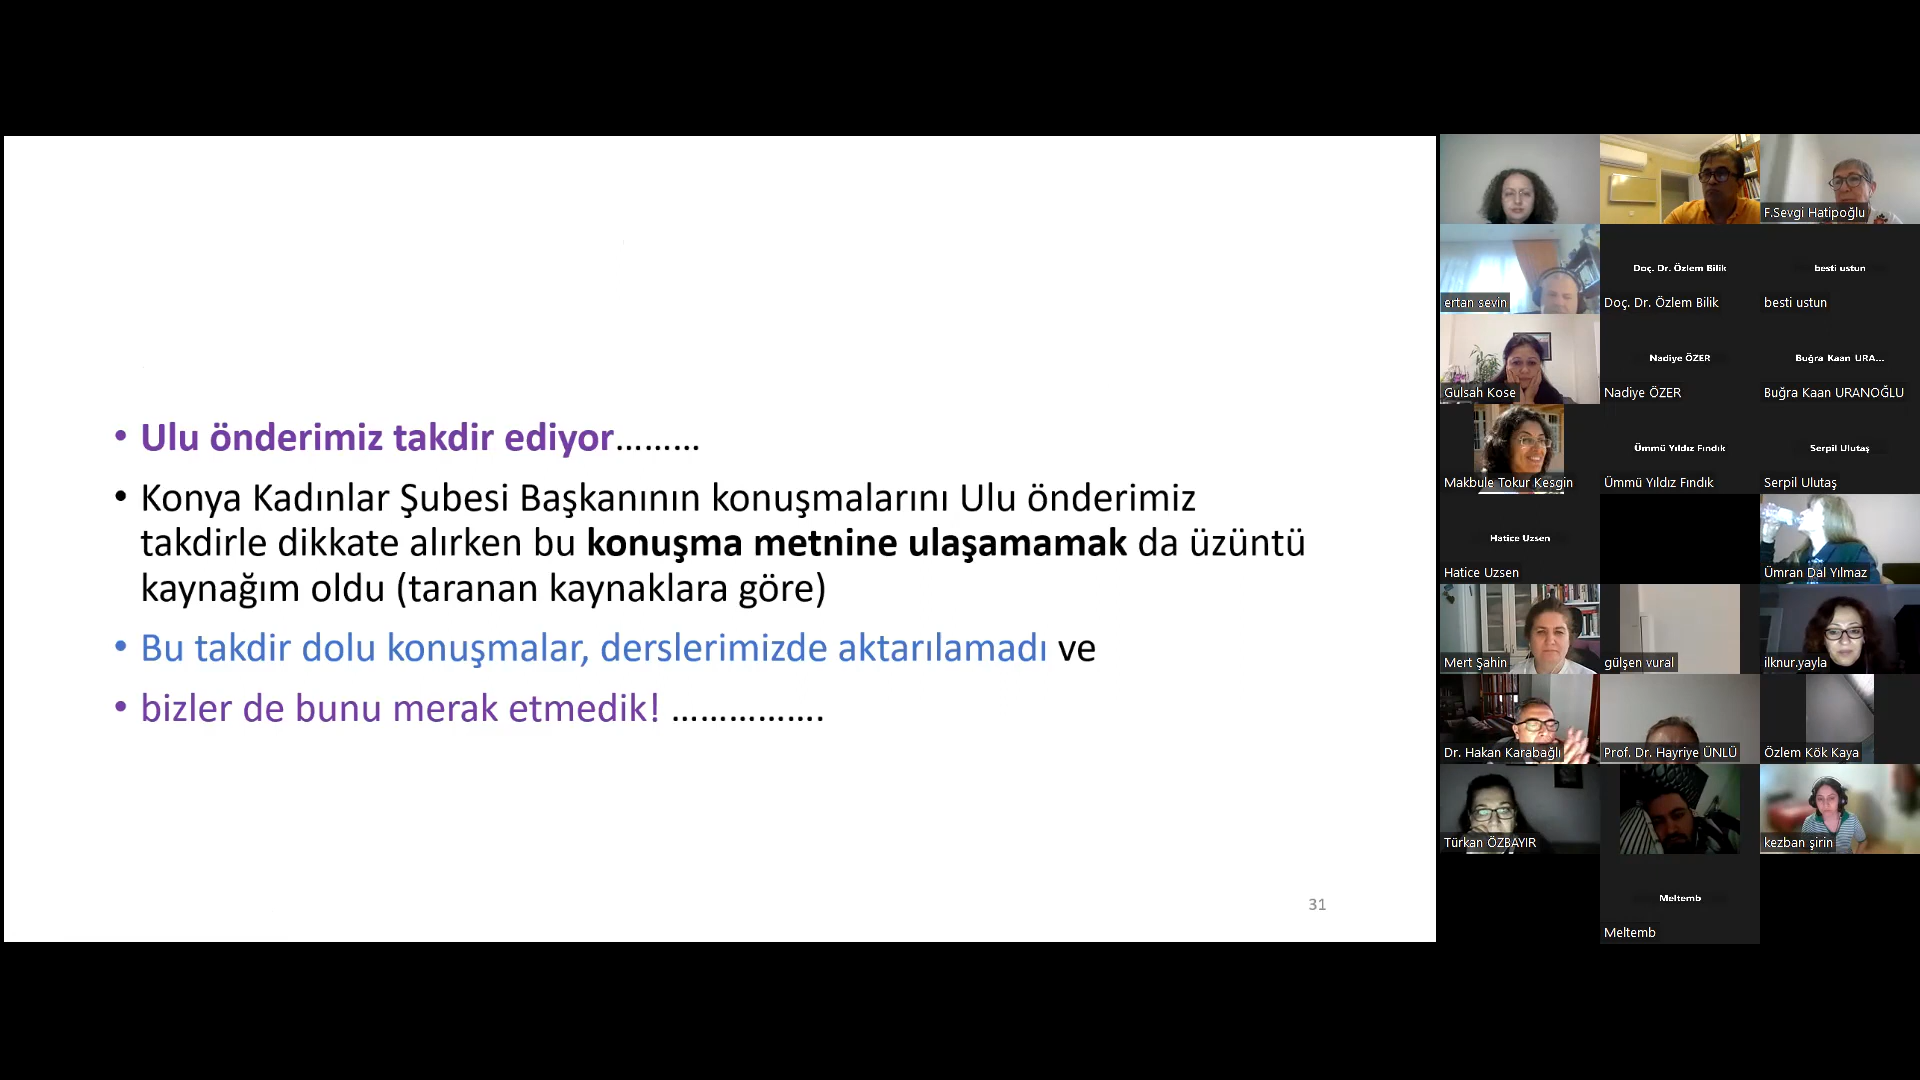 • Ulu önderimiz takdir ediyor.........
• Konya Kadınlar Şubesi Başkanının konuşmalarını Ulu önderimiz
takdirle dikkate alırken bu konuşma metnine ulaşamamak da üzüntü
kaynağım oldu (taranan kaynaklara göre)
• Bu takdir dolu konuşmalar, derslerimizde aktarılamadı ve
• bizler de bunu merak etmedik! ................
31
F.Sevgi Hatipoğlu
ertan sevin
Doç. Dr. Özlem Bilik
Doç. Dr. Özlem Bilik
besti ustun
besti ustun
Gulsah Kose
Nadiye ÖZER
Nadiye ÖZER
Buğra Kaan URA...
Buğra Kaan URANOĞLU
Makbule Tokur Kesgin
Ümmü Yıldız Fındık
Ümmü Yıldız Fındık
Serpil Ulutaş
Serpil Ulutaş
Hatice Uzsen
Hatice Uzsen
Ümran Dal Yılmaz
Mert Şahin
gülşen vural
ilknur.yayla
Dr. Hakan Karabağlı
Prof. Dr. Hayriye ÜNLÜ
Özlem Kök Kaya
Türkan ÖZBAYIR
kezban şirin
Meltemb
Meltemb